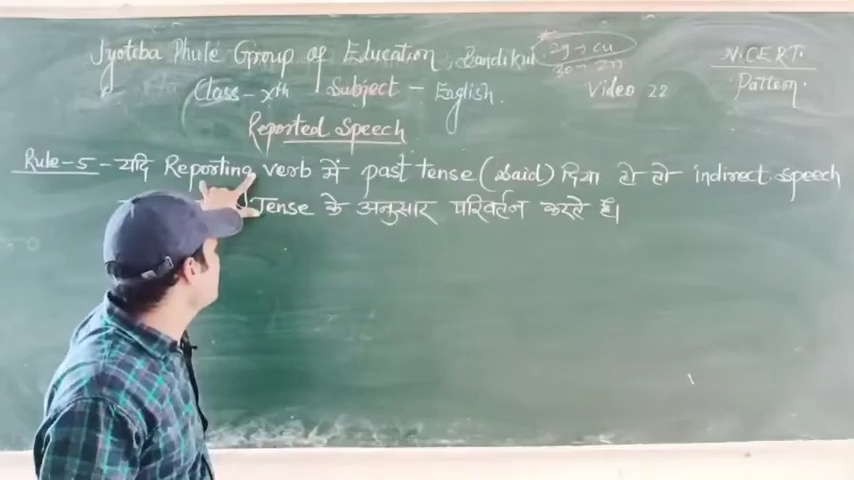 Jyoteba Phule Group of Education, Bandikui
N.C.E.R.T.
Pattern
Class - Xth Subject - English
Video 22
Reported Speech
Rule-5 - यदि Reporting verb में past tense (said) दिया हो तो indirect speech
Tense के अनुसार परिवर्तन करते है।